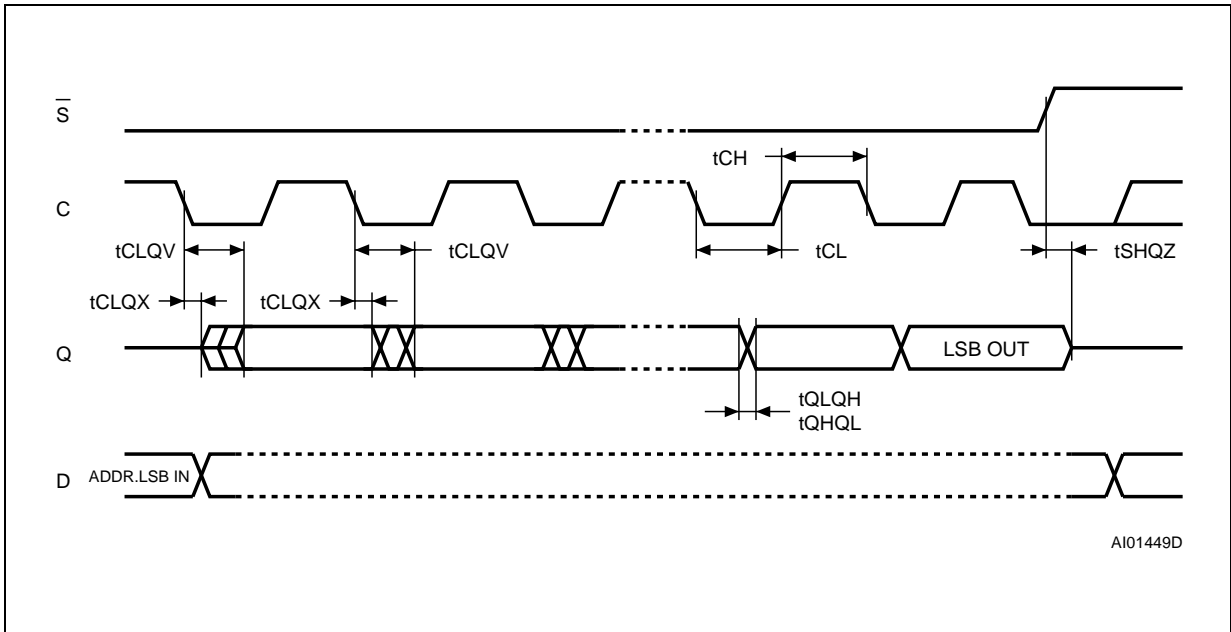 S̅
tCH
C
tCLQV
tCLQV
tCL
tSHQZ
tCLQX
tCLQX
Q
LSB OUT
tQLQH
tQHQL
D
ADDR.LSB IN
AI01449D